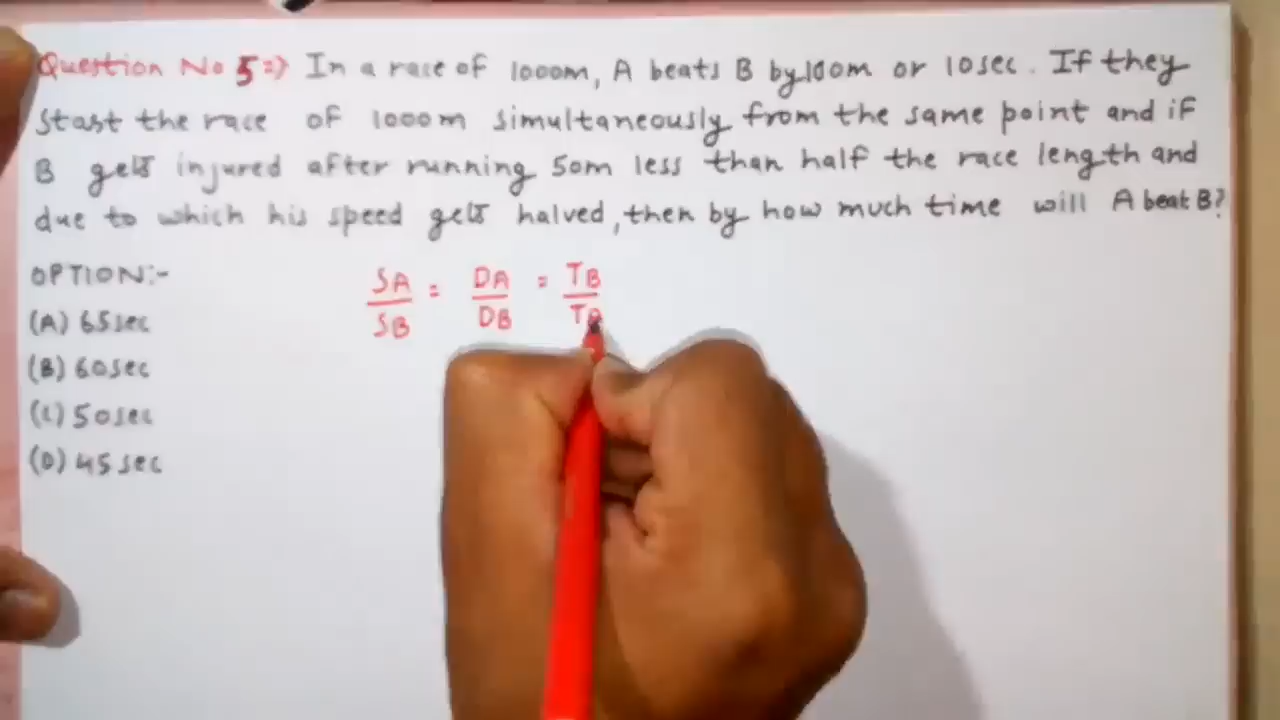 Question No 5 => In a race of 1000m, A beats B by 100m or 10sec. If they
start the race of 1000m simultaneously from the same point and if
B gets injured after running 50m less than half the race length and
due to which his speed gets halved, then by how much time will A beat B?
OPTION:-
(A) 65sec
(B) 60sec
(C) 50sec
(D) 45sec
SA/SB = DA/DB = TB/TA